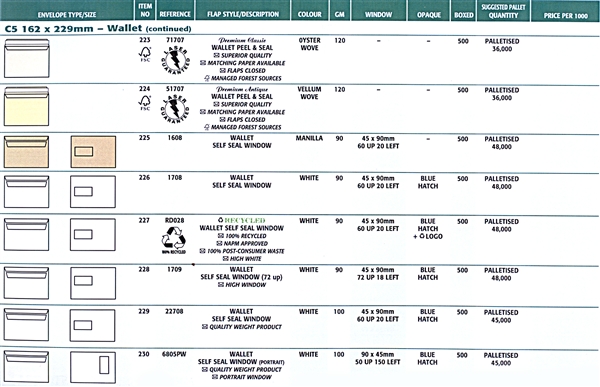 ENVELOPE TYPE/SIZE ITEM NO REFERENCE FLAP STYLE/DESCRIPTION COLOUR GM WINDOW OPAQUE BOXED SUGGESTED PALLET QUANTITY PRICE PER 1000
C5 162 x 229mm – Wallet (continued)
223 71707 Premium Classic OYSTER 120 – – 500 PALLETISED
WALLET PEEL & SEAL WOVE 36,000
SUPERIOR QUALITY
MATCHING PAPER AVAILABLE
FLAPS CLOSED
MANAGED FOREST SOURCES
FSC
LASER GUARANTEED
224 51707 Premium Antique VELLUM 120 – – 500 PALLETISED
WALLET PEEL & SEAL WOVE 36,000
SUPERIOR QUALITY
MATCHING PAPER AVAILABLE
FLAPS CLOSED
MANAGED FOREST SOURCES
FSC
LASER GUARANTEED
225 1608 WALLET MANILLA 90 45 x 90mm – 500 PALLETISED
SELF SEAL WINDOW 60 UP 20 LEFT 48,000
226 1708 WALLET WHITE 90 45 x 90mm BLUE 500 PALLETISED
SELF SEAL WINDOW 60 UP 20 LEFT HATCH 48,000
227 RD028 RECYCLED WHITE 90 45 x 90mm BLUE 500 PALLETISED
WALLET SELF SEAL WINDOW 60 UP 20 LEFT HATCH 48,000
100% RECYCLED + LOGO
NAPM APPROVED
100% POST-CONSUMER WASTE
HIGH WHITE
100% RECYCLED
228 1709 WALLET WHITE 90 45 x 90mm BLUE 500 PALLETISED
SELF SEAL WINDOW (72 up) 72 UP 18 LEFT HATCH 48,000
HIGH WINDOW
229 22708 WALLET WHITE 100 45 x 90mm BLUE 500 PALLETISED
SELF SEAL WINDOW 60 UP 20 LEFT HATCH 45,000
QUALITY WEIGHT PRODUCT
230 6805PW WALLET WHITE 100 90 x 45mm BLUE 500 PALLETISED
SELF SEAL WINDOW (PORTRAIT) 50 UP 150 LEFT HATCH 45,000
QUALITY WEIGHT PRODUCT
PORTRAIT WINDOW